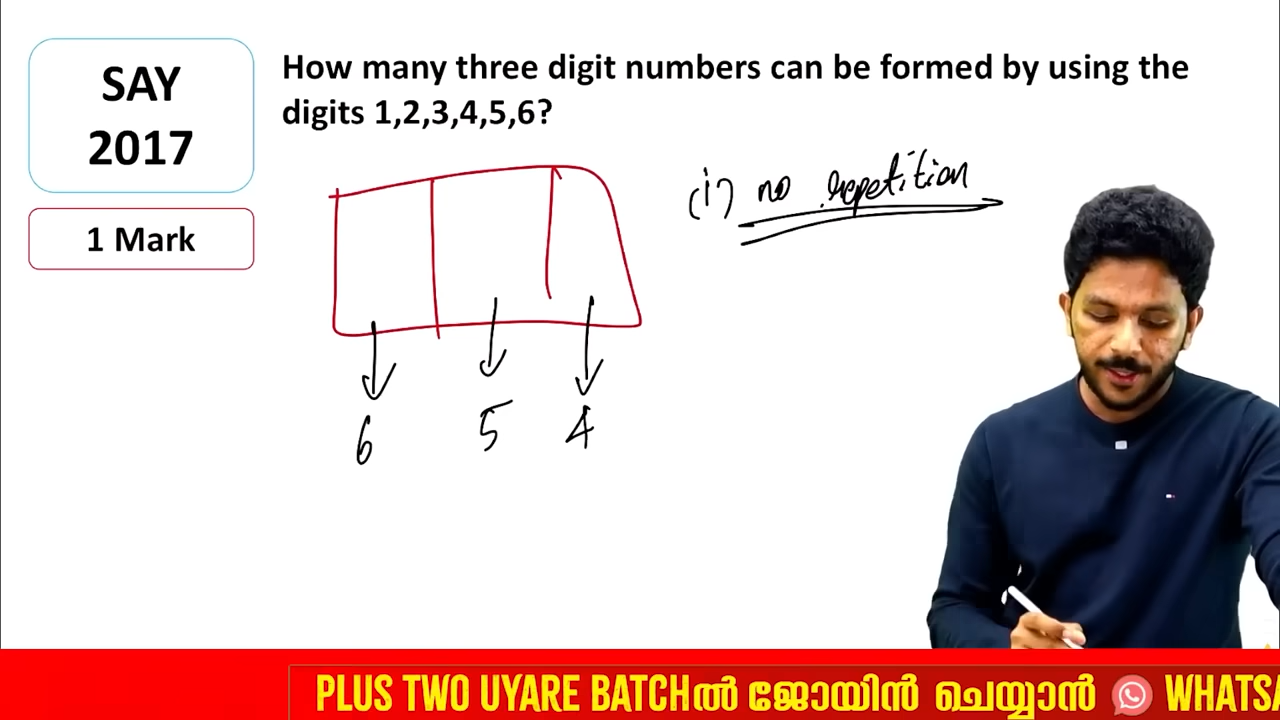 SAY
2017
1 Mark
How many three digit numbers can be formed by using the
digits 1,2,3,4,5,6?
(i) no repetition
6 5 4
PLUS TWO UYARE BATCHൽ ജോയിൻ ചെയ്യാൻ WHATSA